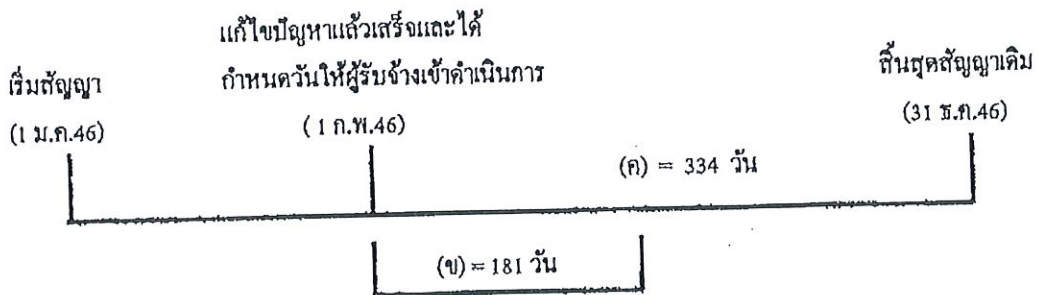 แก้ไขปัญหาแล้วเสร็จและได้
เริ่มสัญญา กำหนดวันให้ผู้รับจ้างเข้าดำเนินการ สิ้นสุดสัญญาเดิม
(1 ม.ค.46) ( 1 ก.พ.46) (31 ธ.ค.46)
(ค) = 334 วัน
(ข) = 181 วัน